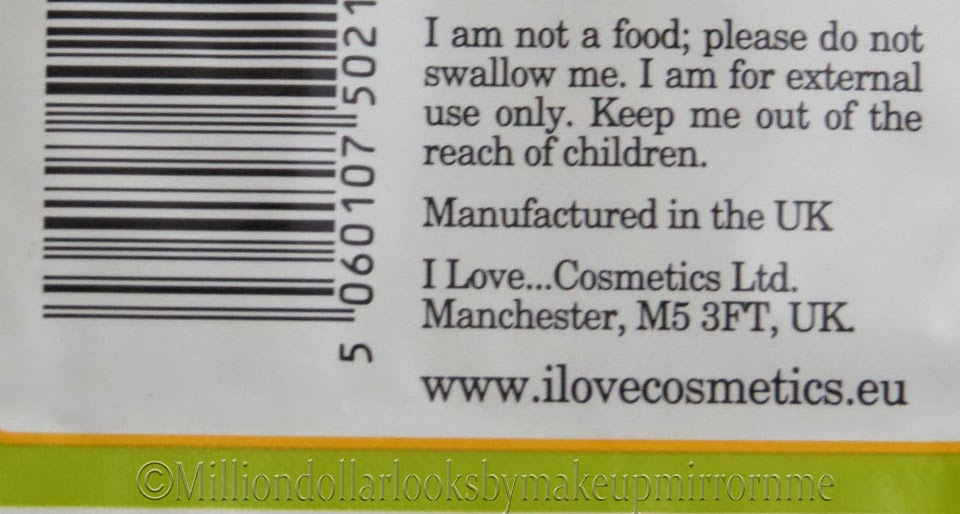 I am not a food; please do not
swallow me. I am for external
use only. Keep me out of the
reach of children.
Manufactured in the UK
I Love...Cosmetics Ltd.
Manchester, M5 3FT, UK.
www.ilovecosmetics.eu
5 060107 15021
©Milliondollarlooksbymakeupmirrornme